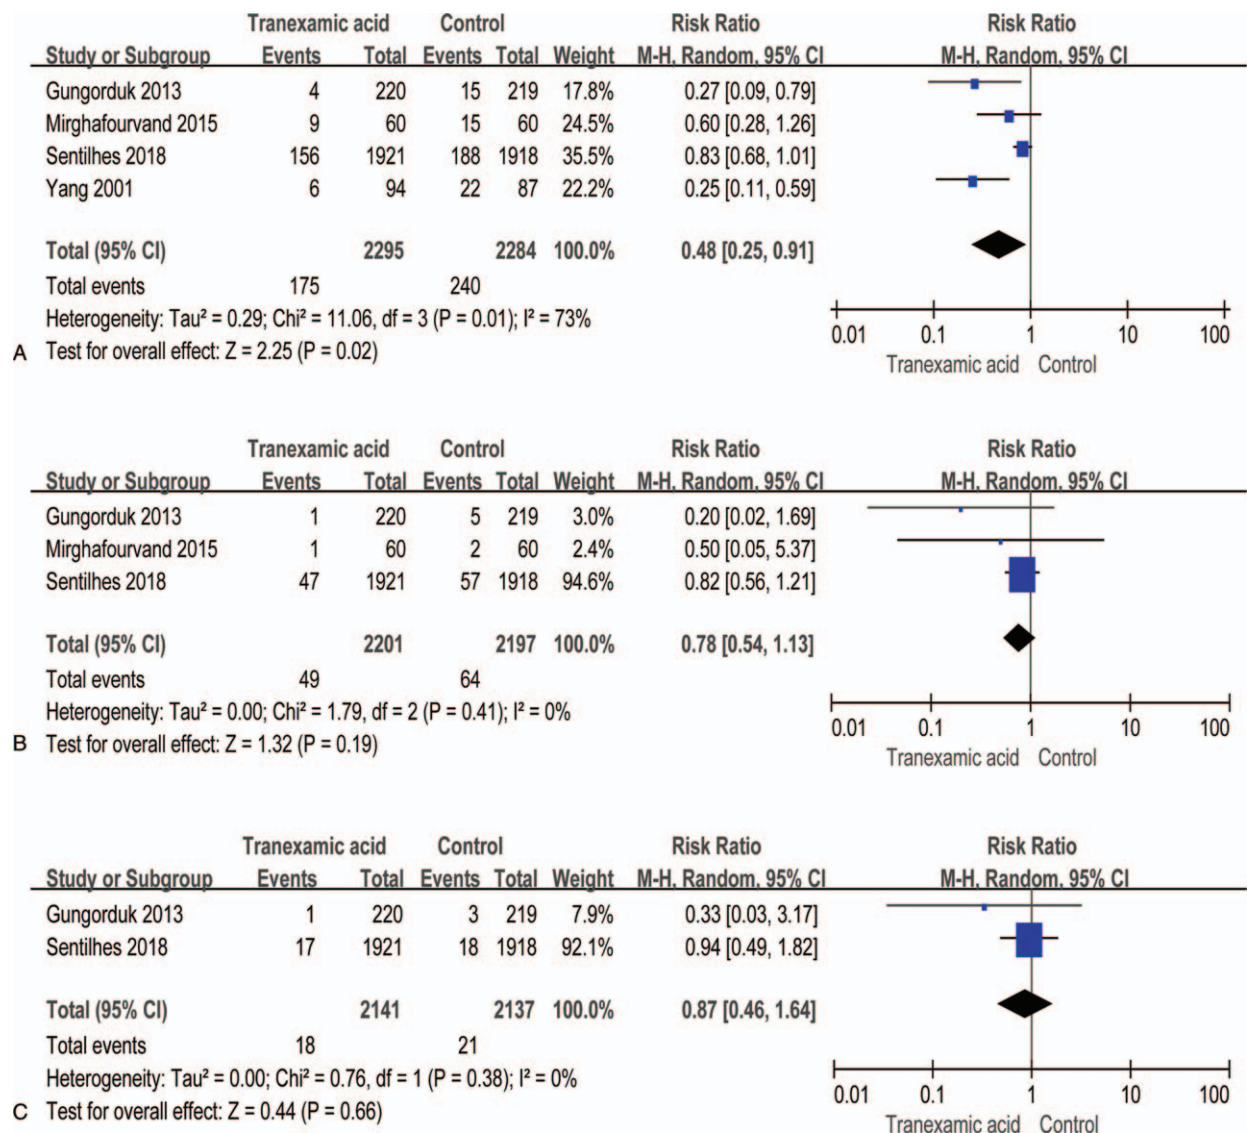 Tranexamic acid Control Risk Ratio Risk Ratio
Study or Subgroup Events Total Events Total Weight M-H, Random, 95% CI M-H, Random, 95% CI
Gungorduk 2013 4 220 15 219 17.8% 0.27 [0.09, 0.79]
Mirghafourvand 2015 9 60 15 60 24.5% 0.60 [0.28, 1.26]
Sentilhes 2018 156 1921 188 1918 35.5% 0.83 [0.68, 1.01]
Yang 2001 6 94 22 87 22.2% 0.25 [0.11, 0.59]
Total (95% CI) 2295 2284 100.0% 0.48 [0.25, 0.91]
Total events 175 240
Heterogeneity: Tau² = 0.29; Chi² = 11.06, df = 3 (P = 0.01); I² = 73%
0.01 0.1 1 10 100
A Test for overall effect: Z = 2.25 (P = 0.02)
Tranexamic acid Control
Tranexamic acid Control Risk Ratio Risk Ratio
Study or Subgroup Events Total Events Total Weight M-H, Random, 95% CI M-H, Random, 95% CI
Gungorduk 2013 1 220 5 219 3.0% 0.20 [0.02, 1.69]
Mirghafourvand 2015 1 60 2 60 2.4% 0.50 [0.05, 5.37]
Sentilhes 2018 47 1921 57 1918 94.6% 0.82 [0.56, 1.21]
Total (95% CI) 2201 2197 100.0% 0.78 [0.54, 1.13]
Total events 49 64
Heterogeneity: Tau² = 0.00; Chi² = 1.79, df = 2 (P = 0.41); I² = 0%
0.01 0.1 1 10 100
B Test for overall effect: Z = 1.32 (P = 0.19)
Tranexamic acid Control
Tranexamic acid Control Risk Ratio Risk Ratio
Study or Subgroup Events Total Events Total Weight M-H, Random, 95% CI M-H, Random, 95% CI
Gungorduk 2013 1 220 3 219 7.9% 0.33 [0.03, 3.17]
Sentilhes 2018 17 1921 18 1918 92.1% 0.94 [0.49, 1.82]
Total (95% CI) 2141 2137 100.0% 0.87 [0.46, 1.64]
Total events 18 21
Heterogeneity: Tau² = 0.00; Chi² = 0.76, df = 1 (P = 0.38); I² = 0%
0.01 0.1 1 10 100
C Test for overall effect: Z = 0.44 (P = 0.66)
Tranexamic acid Control